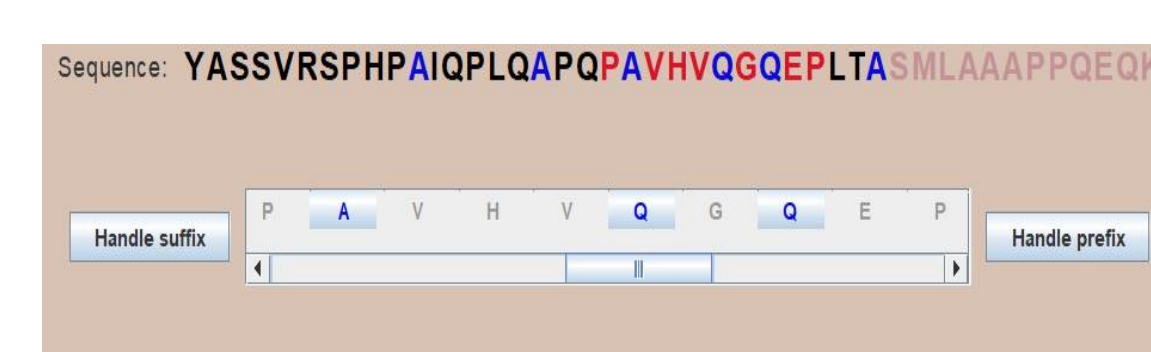 Sequence: YASSVRSPHPAIQPLQAPQPAVHVQGQEPLTASMLAAAPPQEQK
P A V H V Q G Q E P
Handle suffix Handle prefix